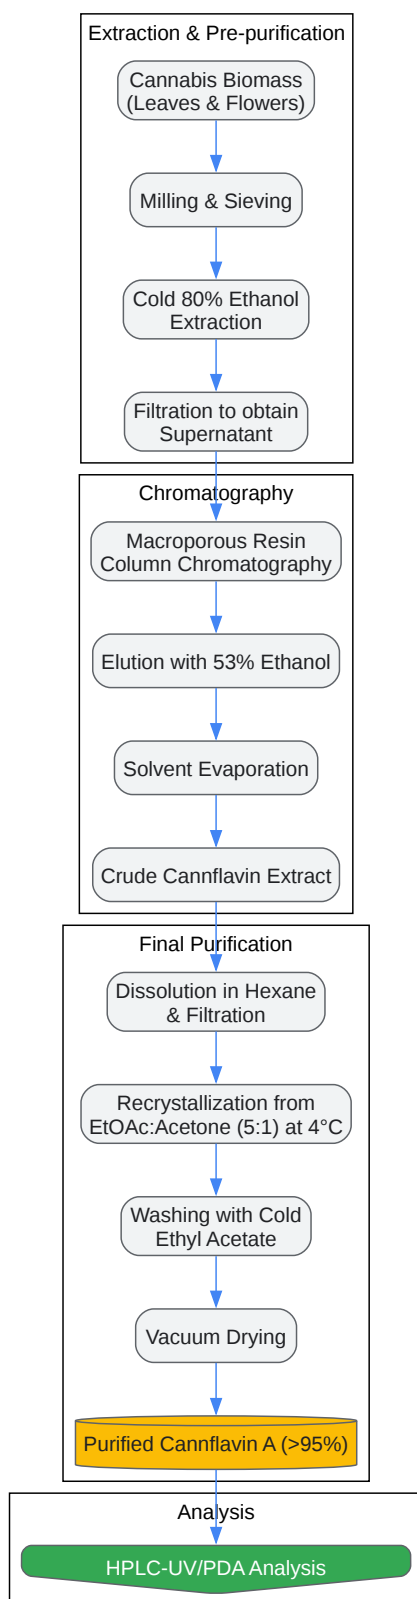 Extraction & Pre-purification
Cannabis Biomass
(Leaves & Flowers)
Milling & Sieving
Cold 80% Ethanol
Extraction
Filtration to obtain
Supernatant
Chromatography
Macroporous Resin
Column Chromatography
Elution with 53% Ethanol
Solvent Evaporation
Crude Cannflavin Extract
Final Purification
Dissolution in Hexane
& Filtration
Recrystallization from
EtOAc:Acetone (5:1) at 4°C
Washing with Cold
Ethyl Acetate
Vacuum Drying
Purified Cannflavin A (>95%)
Analysis
HPLC-UV/PDA Analysis